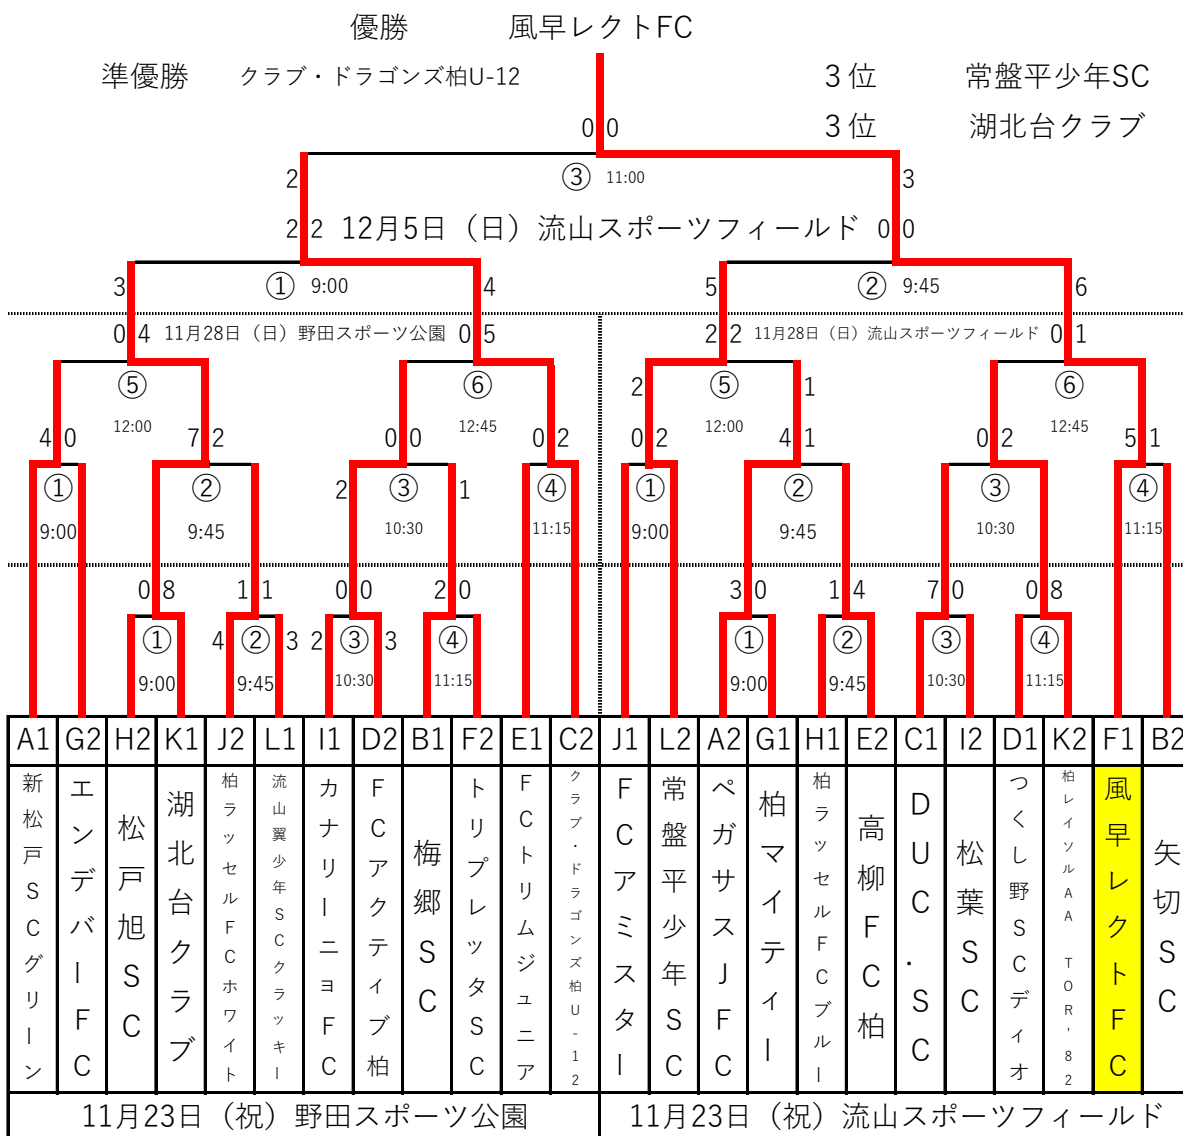 優勝 風早レクトFC
準優勝 クラブ・ドラゴンズ柏U-12 3位 常盤平少年SC
3位 湖北台クラブ
0 0
③ 11:00
2 3
2 2 12月5日（日）流山スポーツフィールド 0 0
① 9:00 ② 9:45
3 4 5 6
0 4 11月28日（日）野田スポーツ公園 0 5 2 2 11月28日（日）流山スポーツフィールド 0 1
⑤ ⑥ ⑤ ⑥
2 1
12:00 12:45 12:00 12:45
4 0 7 2 0 0 0 2 0 2 4 1 0 2 5 1
① ② ③ ④ ① ② ③ ④
2 1
9:00 9:45 10:30 11:15 9:00 9:45 10:30 11:15
0 8 1 1 0 0 2 0 3 0 1 4 7 0 0 8
① 4 ② 3 2 ③ 3 ④ ① ② ③ ④
9:00 9:45 10:30 11:15 9:00 9:45 10:30 11:15
A1 G2 H2 K1 J2 L1 I1 D2 B1 F2 E1 C2 J1 L2 A2 G1 H1 E2 C1 I2 D1 K2 F1 B2
新松戸SCグリーン
エンデバーFC
松戸旭SC
湖北台クラブ
柏ラッセルFCホワイト
流山翼少年SCクラッキー
カナリーニョFC
FCアクティブ柏
梅郷SC
トリプレッタSC
FCトリムジュニア
クラブ・ドラゴンズ柏U-12
FCアミスター
常盤平少年SC
ペガサスJFC
柏マイティー
柏ラッセルFCブルー
高柳FC柏
DUC.SC
松葉SC
つくし野SCディオ
柏レイソルAA TOR'82
風早レクトFC
矢切SC
11月23日（祝）野田スポーツ公園 11月23日（祝）流山スポーツフィールド